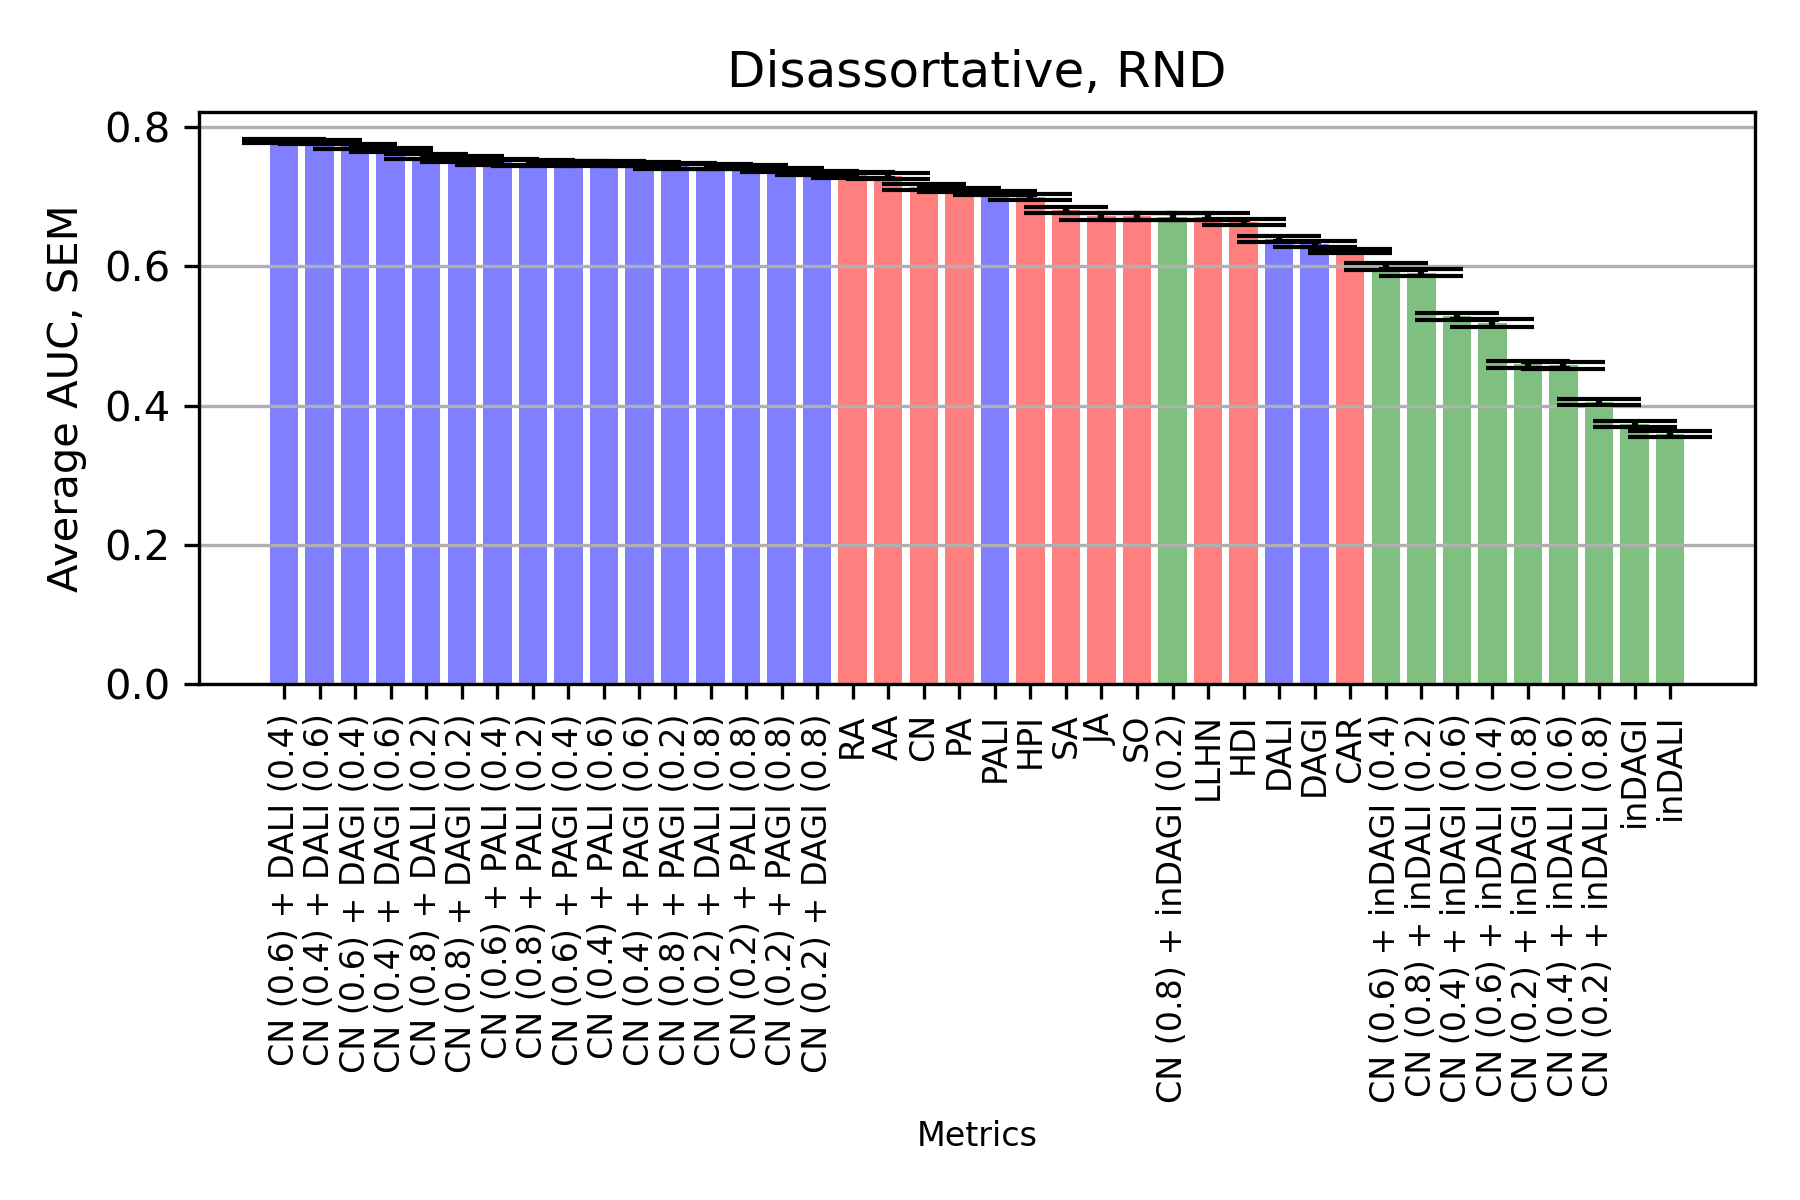 Disassortative, RND
Average AUC, SEM
0.8
0.6
0.4
0.2
0.0
CN (0.6) + DALI (0.4)
CN (0.4) + DALI (0.6)
CN (0.6) + DAGI (0.4)
CN (0.4) + DAGI (0.6)
CN (0.8) + DALI (0.2)
CN (0.8) + DAGI (0.2)
CN (0.6) + PALI (0.4)
CN (0.8) + PALI (0.2)
CN (0.6) + PAGI (0.4)
CN (0.4) + PALI (0.6)
CN (0.4) + PAGI (0.6)
CN (0.8) + PAGI (0.2)
CN (0.2) + DALI (0.8)
CN (0.2) + PALI (0.8)
CN (0.2) + PAGI (0.8)
CN (0.2) + DAGI (0.8)
RA
AA
CN
PA
PALI
HPI
SA
JA
SO
CN (0.8) + inDAGI (0.2)
LLHN
HDI
DALI
DAGI
CAR
CN (0.6) + inDAGI (0.4)
CN (0.8) + inDALI (0.2)
CN (0.4) + inDAGI (0.6)
CN (0.6) + inDALI (0.4)
CN (0.2) + inDAGI (0.8)
CN (0.4) + inDALI (0.6)
CN (0.2) + inDALI (0.8)
inDAGI
inDALI
Metrics